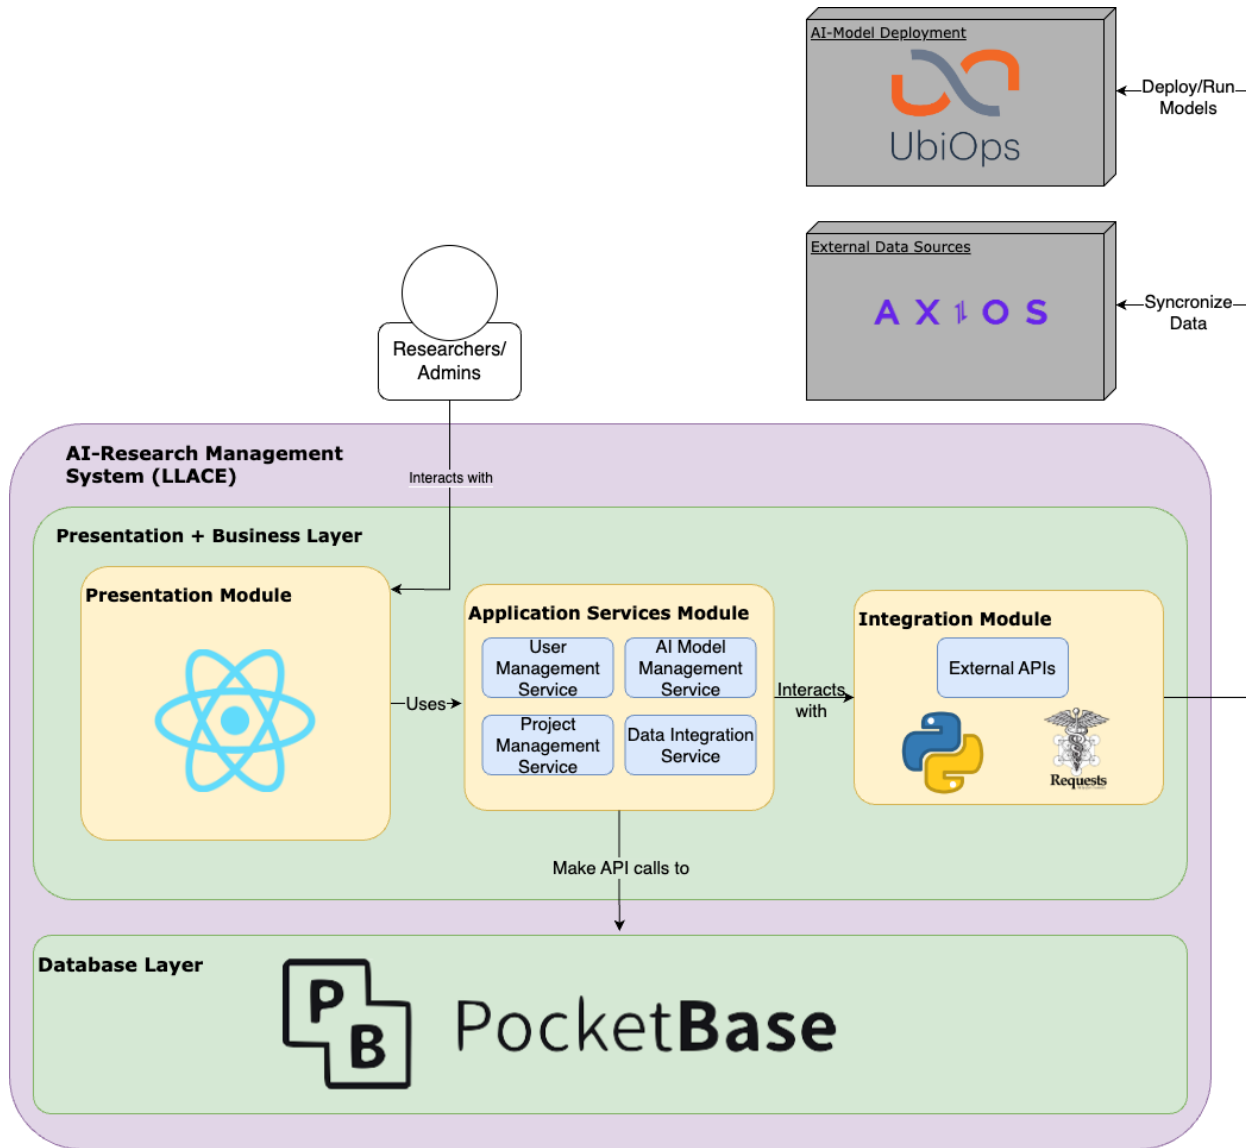 AI-Model Deployment
UbiOps
Deploy/Run
Models
External Data Sources
AXIOS
Syncronize
Data
Researchers/
Admins
AI-Research Management
System (LLACE)
Interacts with
Presentation + Business Layer
Presentation Module
Uses
Application Services Module
User
Management
Service
AI Model
Management
Service
Project
Management
Service
Data Integration
Service
Interacts
with
Integration Module
External APIs
Requests
Make API calls to
Database Layer
PB
PocketBase